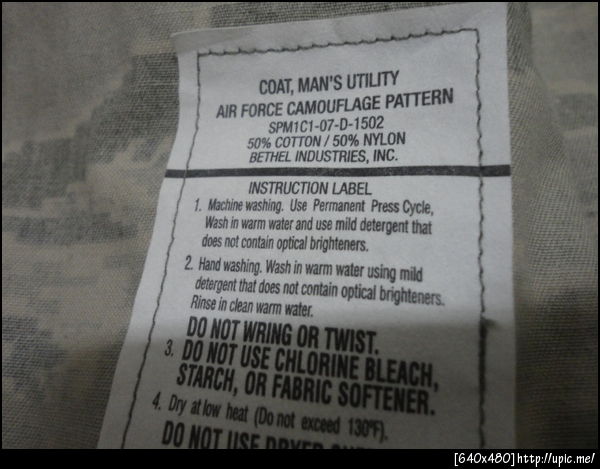 COAT, MAN'S UTILITY
AIR FORCE CAMOUFLAGE PATTERN
SPM1C1-07-D-1502
50% COTTON / 50% NYLON
BETHEL INDUSTRIES, INC.
INSTRUCTION LABEL
1. Machine washing. Use Permanent Press Cycle,
Wash in warm water and use mild detergent that
does not contain optical brighteners.
2. Hand washing. Wash in warm water using mild
detergent that does not contain optical brighteners.
Rinse in clean warm water.
DO NOT WRING OR TWIST.
3. DO NOT USE CHLORINE BLEACH,
STARCH, OR FABRIC SOFTENER.
4. Dry at low heat (Do not exceed 130°F).
DO NOT USE DRYER
[640x480]http://upic.me/